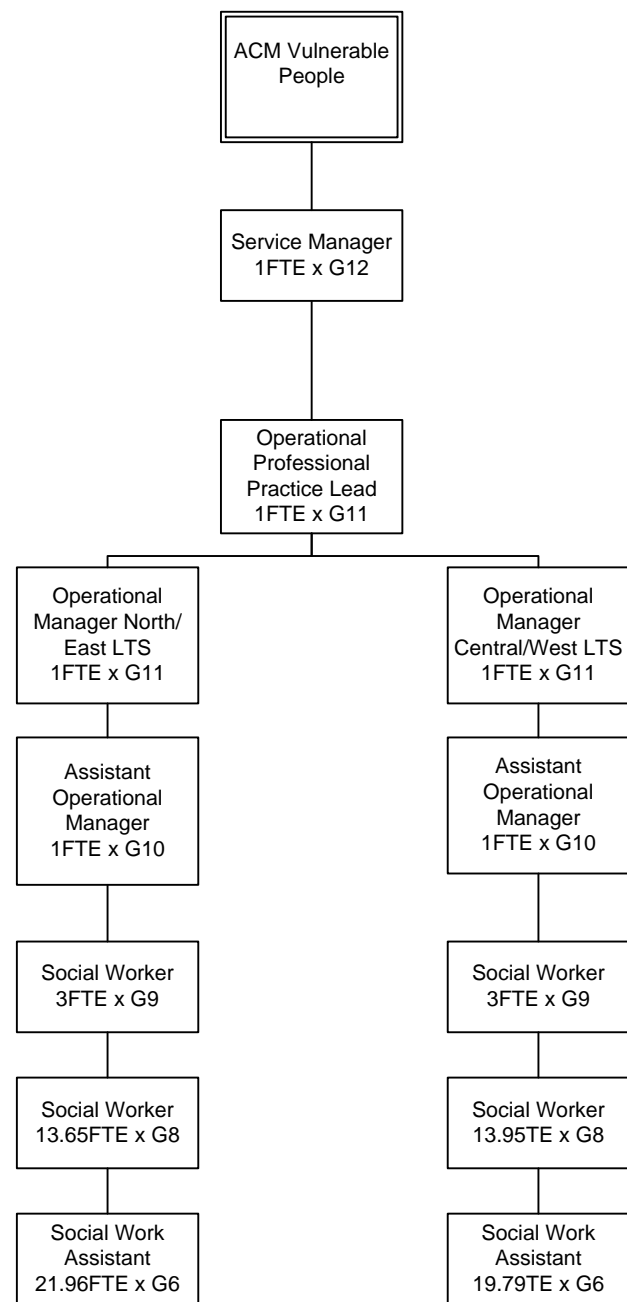 ACM Vulnerable
People
Service Manager
1FTE x G12
Operational
Professional
Practice Lead
1FTE x G11
Operational
Manager North/
East LTS
1FTE x G11
Assistant
Operational
Manager
1FTE x G10
Social Worker
3FTE x G9
Social Worker
13.65FTE x G8
Social Work
Assistant
21.96FTE x G6
Operational
Manager
Central/West LTS
1FTE x G11
Assistant
Operational
Manager
1FTE x G10
Social Worker
3FTE x G9
Social Worker
13.95TE x G8
Social Work
Assistant
19.79TE x G6